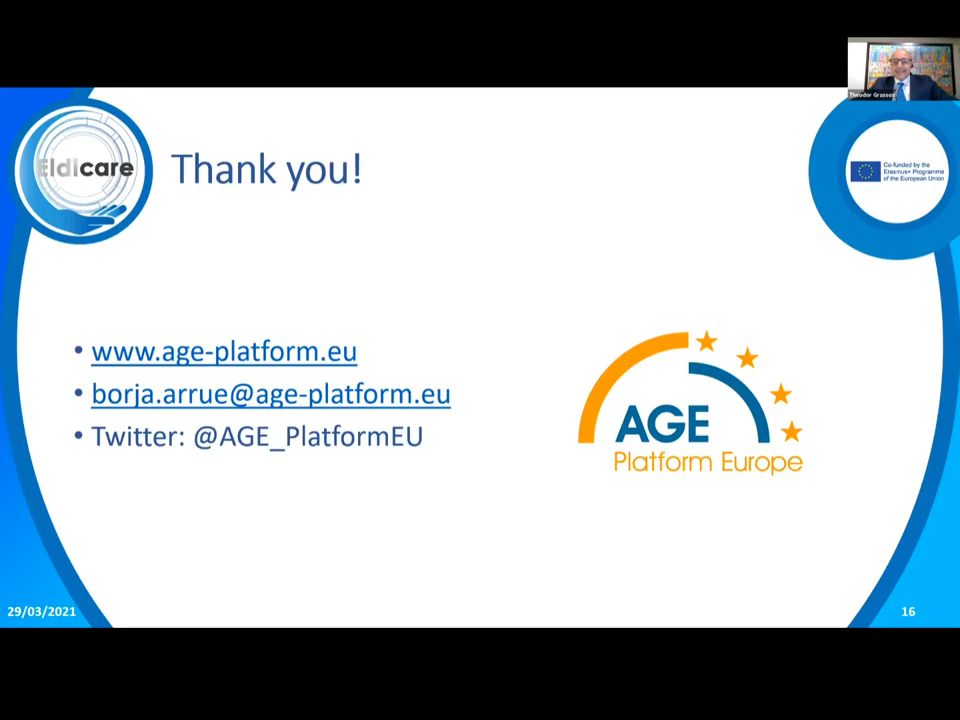 Theodor Grassos
Eldicare
Thank you!
Co-funded by the
Erasmus+ Programme
of the European Union
• www.age-platform.eu
• borja.arrue@age-platform.eu
• Twitter: @AGE_PlatformEU
AGE
Platform Europe
29/03/2021
16